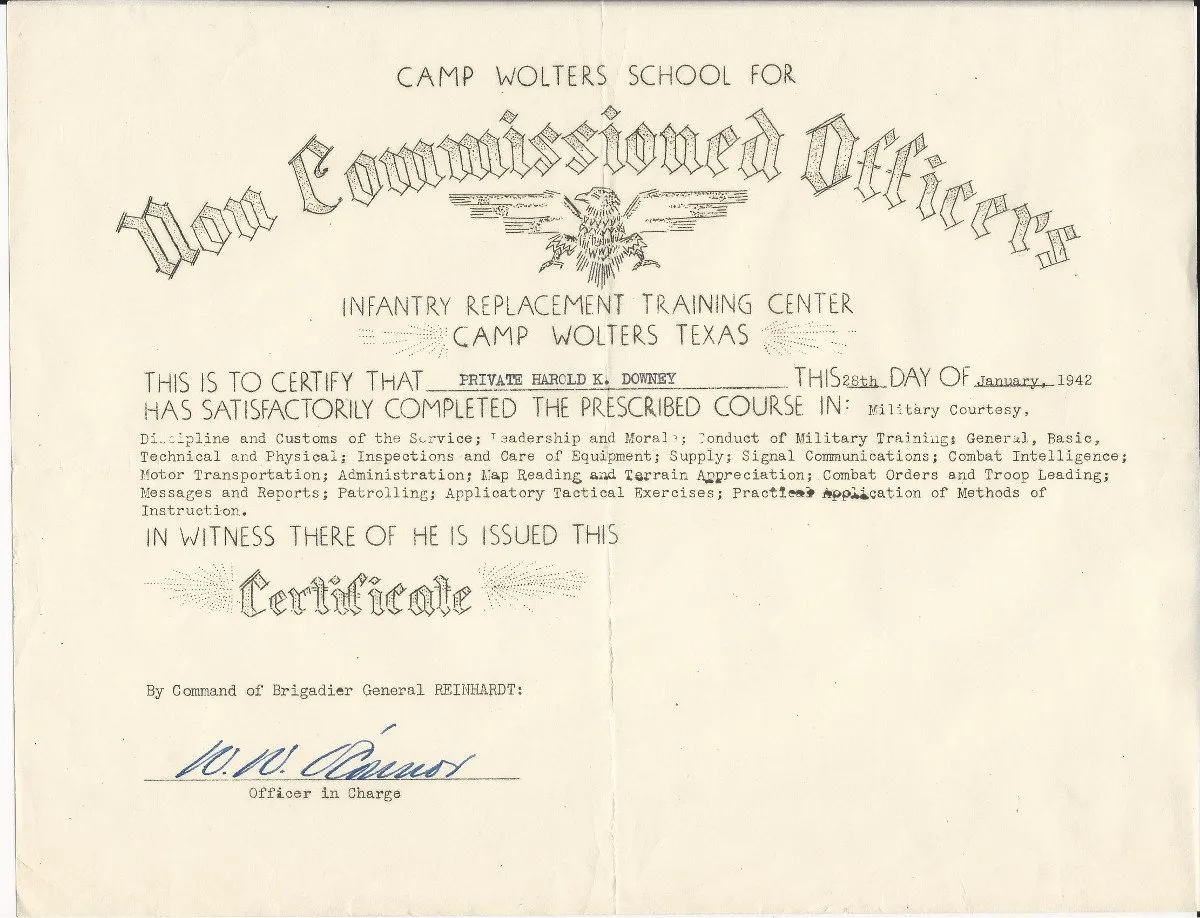 CAMP WOLTERS SCHOOL FOR
Non Commissioned Officers
INFANTRY REPLACEMENT TRAINING CENTER
CAMP WOLTERS TEXAS
THIS IS TO CERTIFY THAT PRIVATE HAROLD K. DOWNEY THIS 28th DAY OF January, 1942
HAS SATISFACTORILY COMPLETED THE PRESCRIBED COURSE IN: Military Courtesy,
Discipline and Customs of the Service; Leadership and Morale; Conduct of Military Training; General, Basic,
Technical and Physical; Inspections and Care of Equipment; Supply; Signal Communications; Combat Intelligence;
Motor Transportation; Administration; Map Reading and Terrain Appreciation; Combat Orders and Troop Leading;
Messages and Reports; Patrolling; Applicatory Tactical Exercises; Practical Application of Methods of
Instruction.
IN WITNESS THERE OF HE IS ISSUED THIS
Certificate
By Command of Brigadier General REINHARDT:
W. W. O'Connor
Officer in Charge